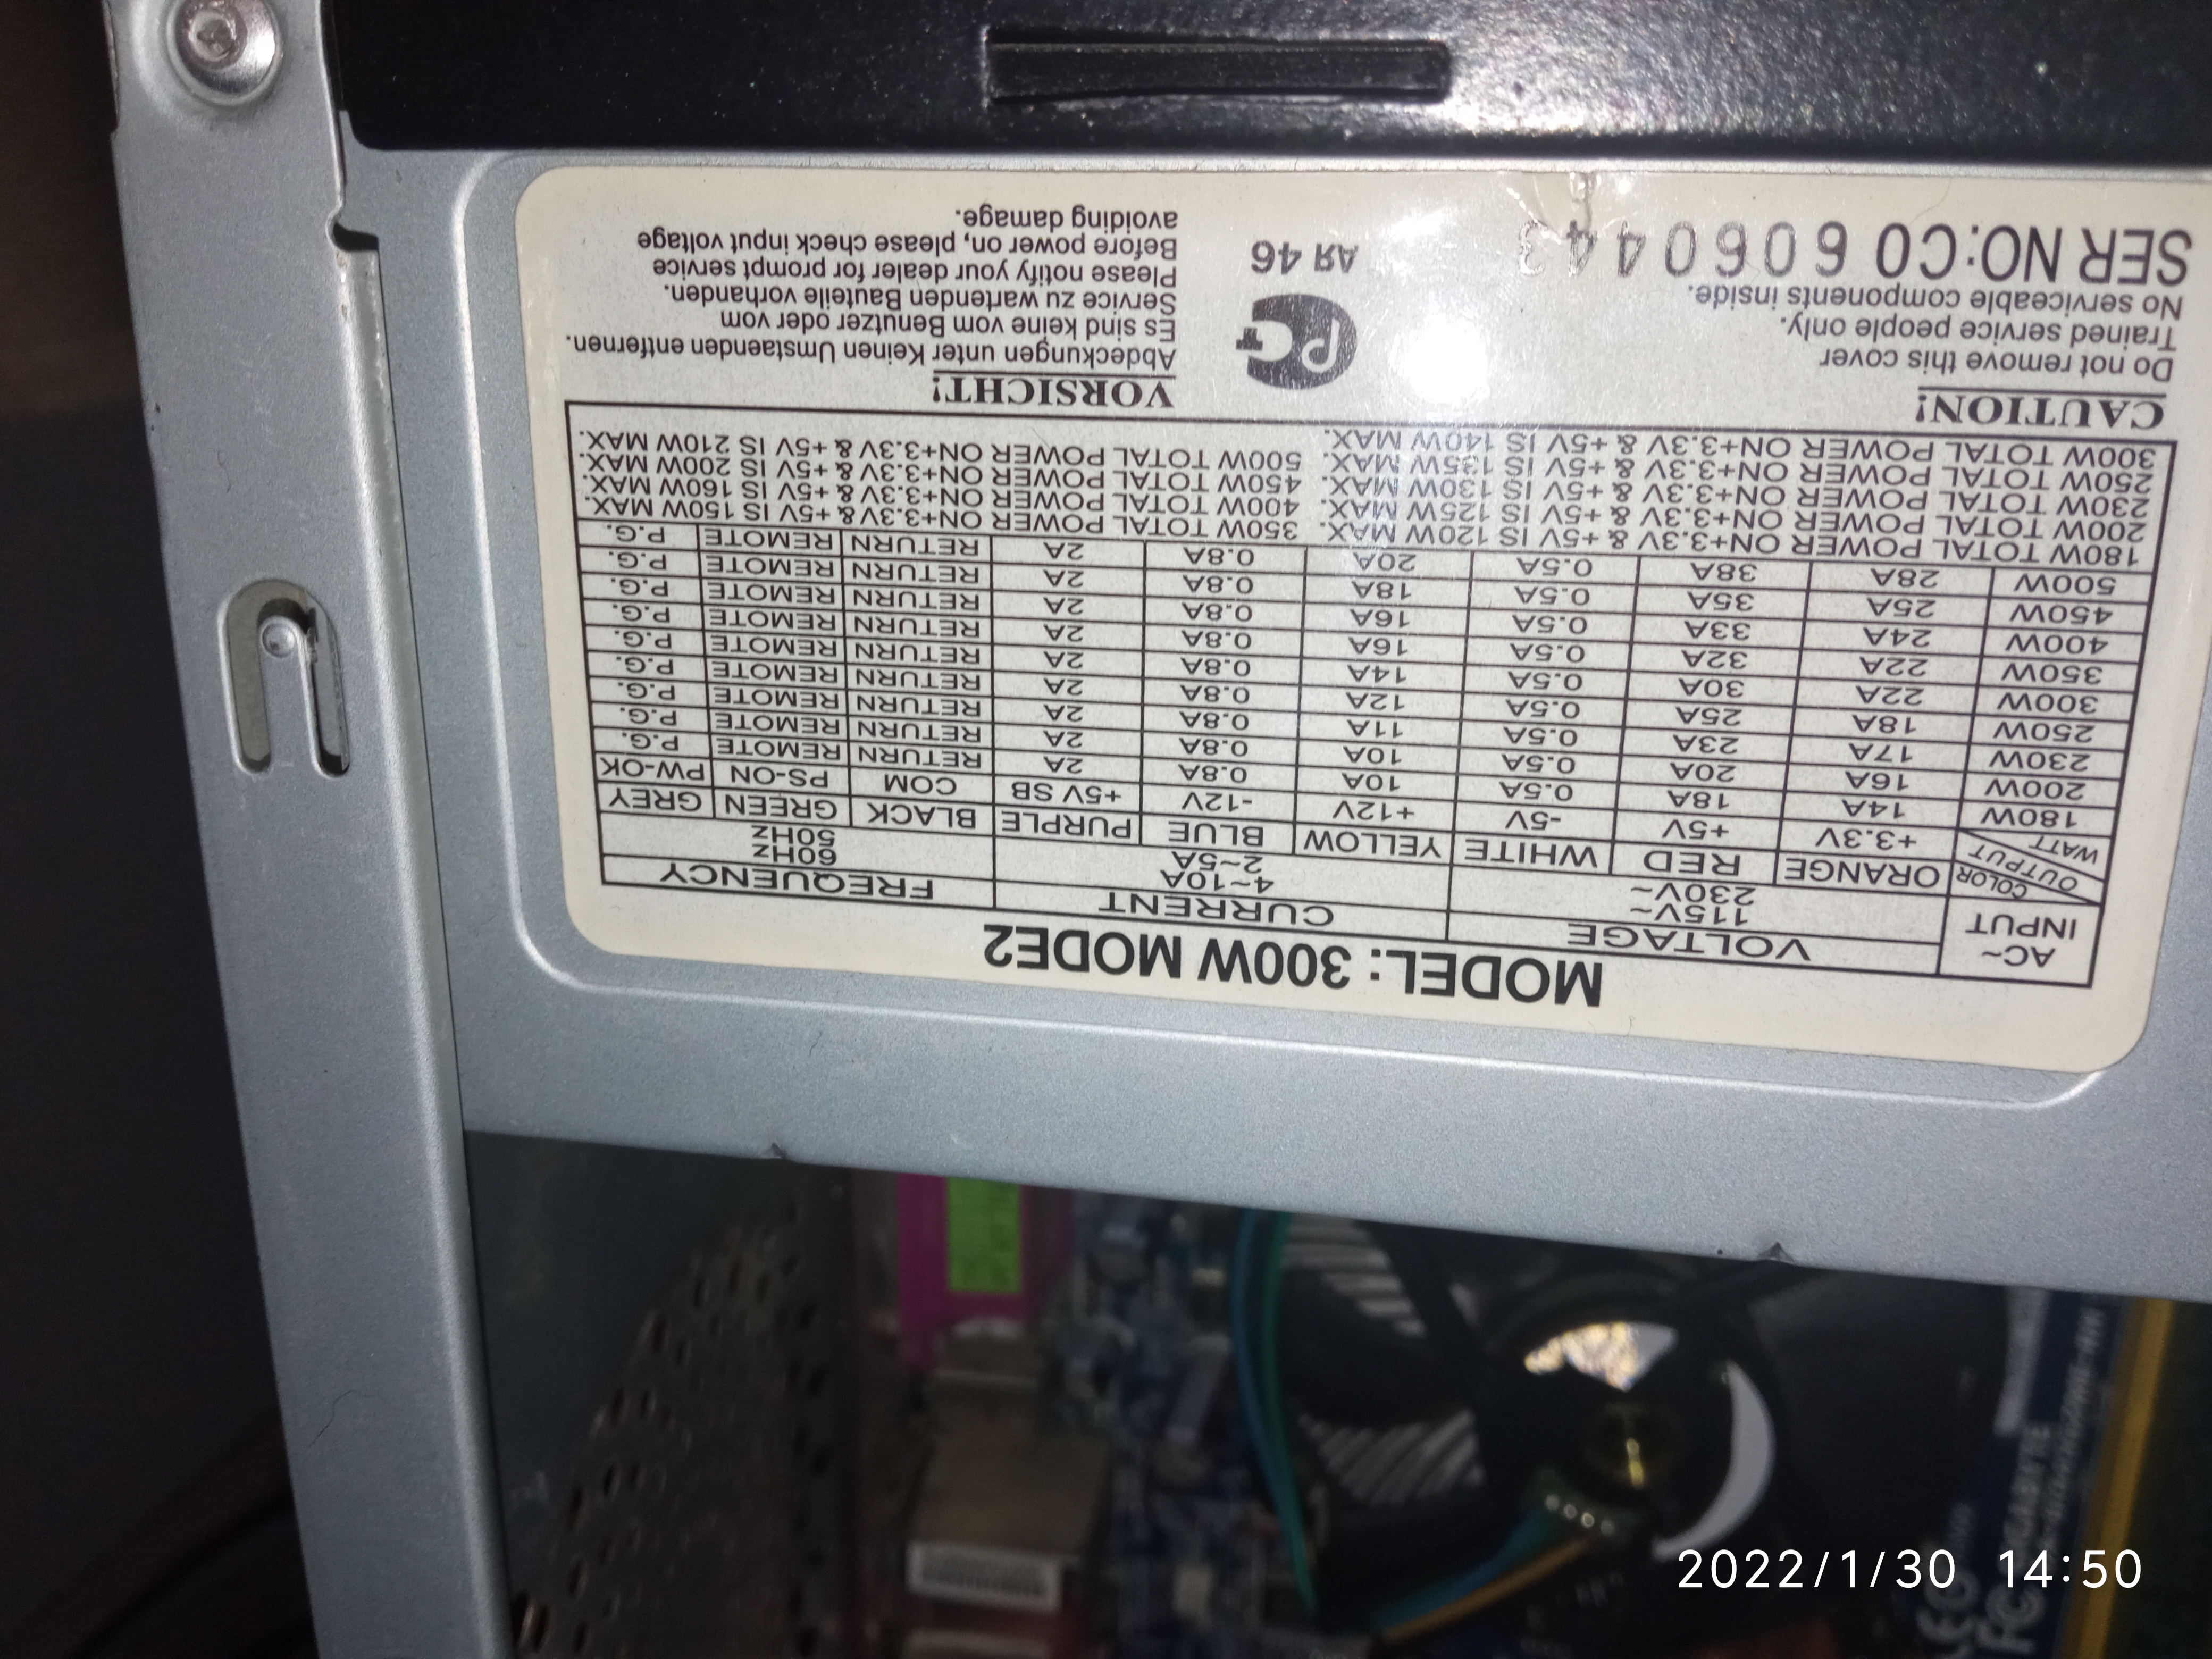 MODEL: 300W MODE2
AC~ INPUT VOLTAGE CURRENT FREQUENCY
115V~ 4~10A 60Hz
230V~ 2~5A 50Hz
COLOR OUTPUT WATT ORANGE RED WHITE YELLOW BLUE PURPLE BLACK GREEN GREY
+3.3V +5V -5V +12V -12V +5V SB COM PS-ON PW-OK
180W 14A 18A 0.5A 10A 0.8A 2A RETURN REMOTE P.G.
200W 16A 20A 0.5A 10A 0.8A 2A RETURN REMOTE P.G.
230W 17A 23A 0.5A 11A 0.8A 2A RETURN REMOTE P.G.
250W 18A 25A 0.5A 12A 0.8A 2A RETURN REMOTE P.G.
300W 22A 30A 0.5A 14A 0.8A 2A RETURN REMOTE P.G.
350W 22A 32A 0.5A 16A 0.8A 2A RETURN REMOTE P.G.
400W 24A 33A 0.5A 16A 0.8A 2A RETURN REMOTE P.G.
450W 25A 35A 0.5A 18A 0.8A 2A RETURN REMOTE P.G.
500W 28A 38A 0.5A 20A 0.8A 2A RETURN REMOTE P.G.
180W TOTAL POWER ON+3.3V & +5V IS 120W MAX. 350W TOTAL POWER ON+3.3V & +5V IS 150W MAX.
200W TOTAL POWER ON+3.3V & +5V IS 125W MAX. 400W TOTAL POWER ON+3.3V & +5V IS 160W MAX.
230W TOTAL POWER ON+3.3V & +5V IS 130W MAX. 450W TOTAL POWER ON+3.3V & +5V IS 200W MAX.
250W TOTAL POWER ON+3.3V & +5V IS 135W MAX. 500W TOTAL POWER ON+3.3V & +5V IS 210W MAX.
300W TOTAL POWER ON+3.3V & +5V IS 140W MAX.
CAUTION!
Do not remove this cover
Trained service people only.
No serviceable components inside.
SER NO:CO 6060443
АЯ 46
VORSICHT!
Abdeckungen unter Keinen Umstaenden entfernten.
Es sind keine vom Benutzer oder vom
Service zu wartenden Bauteile vorhanden.
Please notify your dealer for prompt service
Before power on, please check input voltage
avoiding damage.
GIGABYTE
2022/1/30 14:50